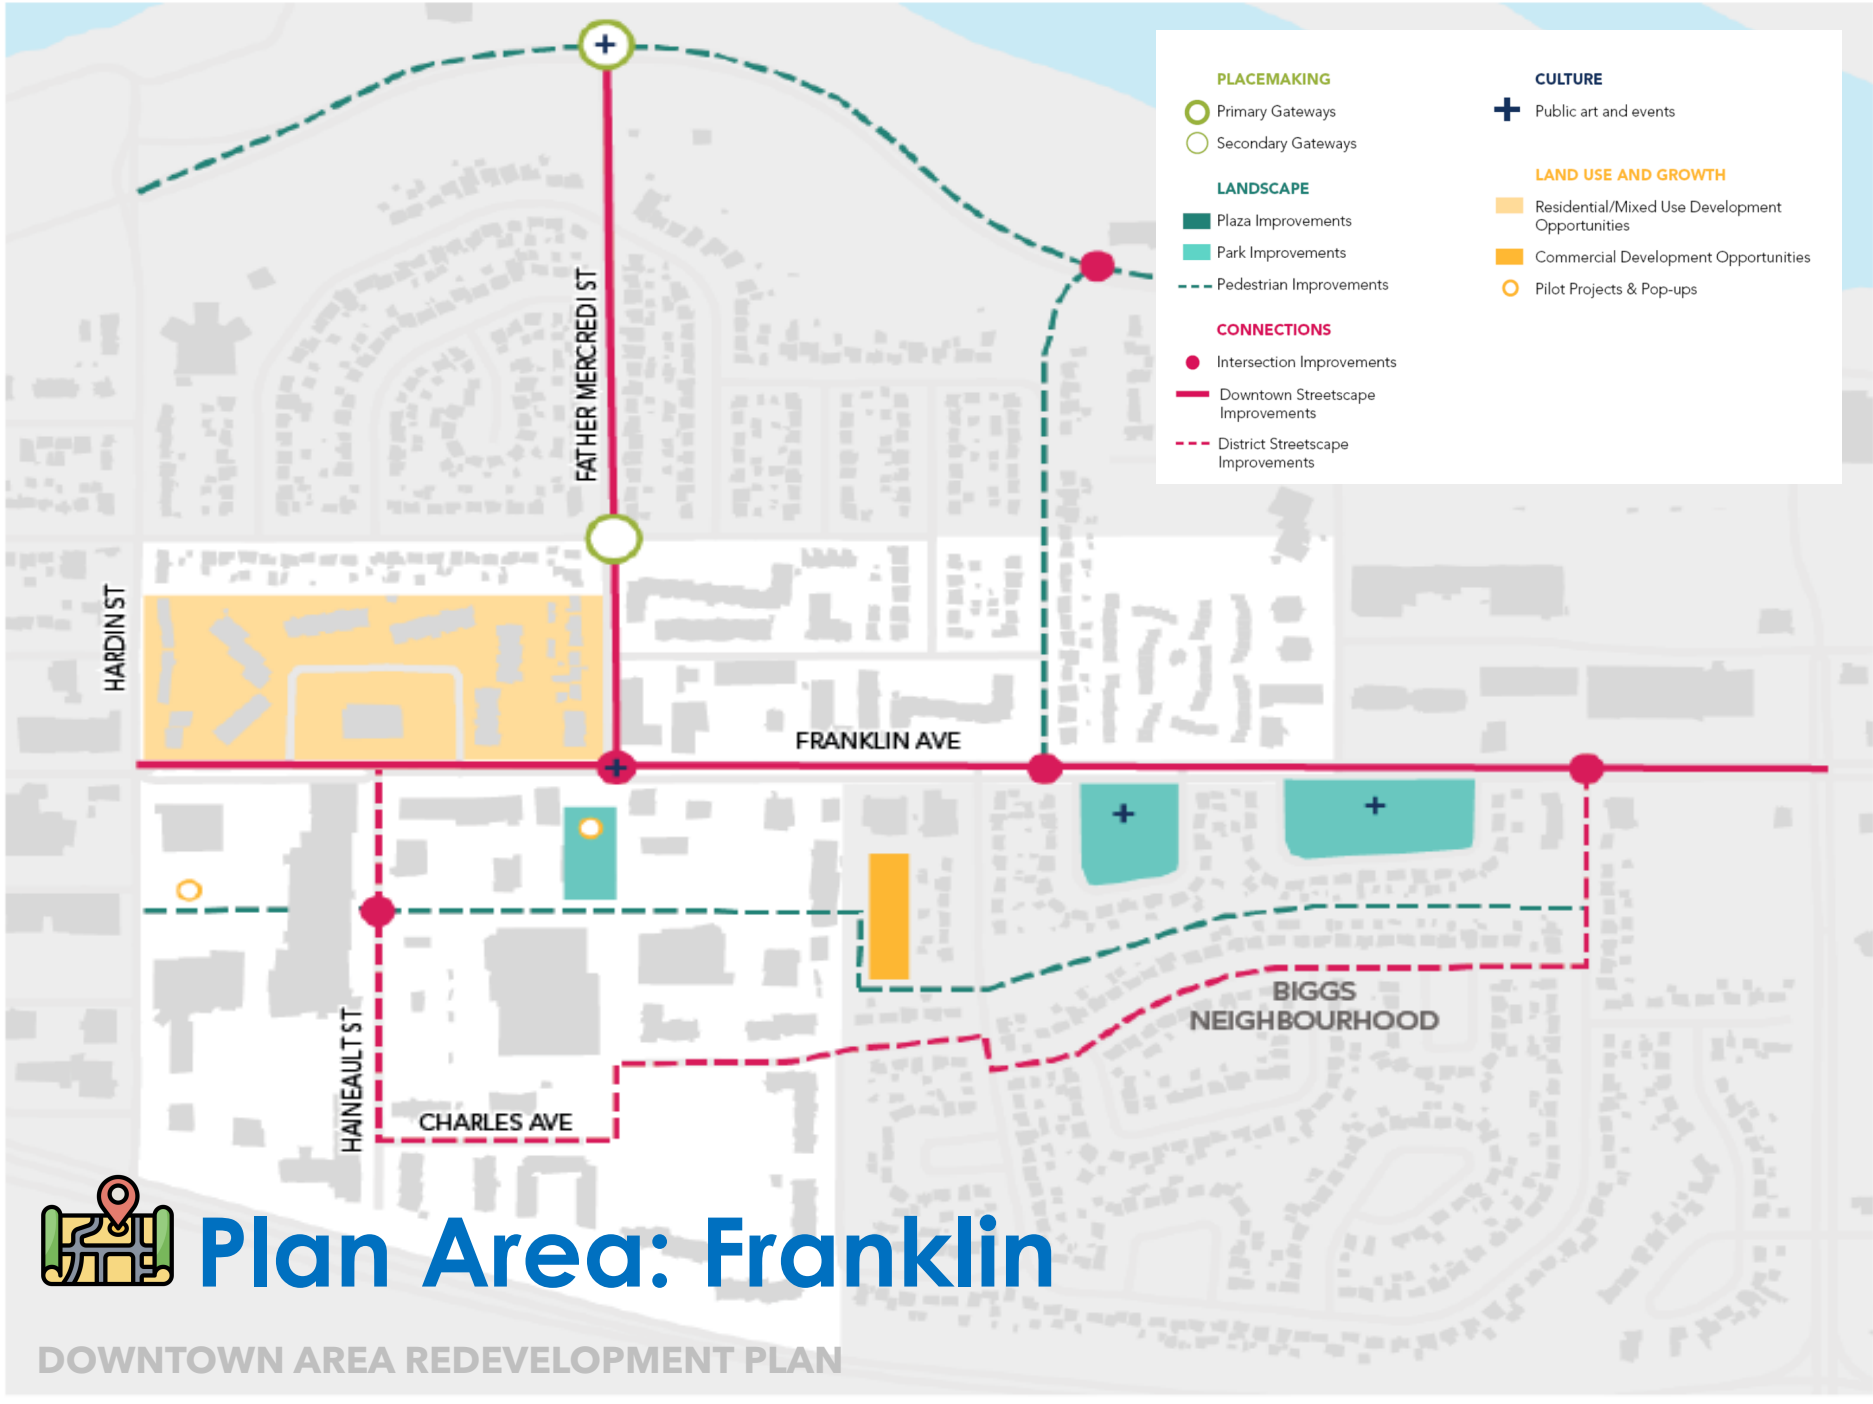 PLACEMAKING
Primary Gateways
Secondary Gateways
LANDSCAPE
Plaza Improvements
Park Improvements
Pedestrian Improvements
CONNECTIONS
Intersection Improvements
Downtown Streetscape
Improvements
District Streetscape
Improvements
CULTURE
Public art and events
LAND USE AND GROWTH
Residential/Mixed Use Development
Opportunities
Commercial Development Opportunities
Pilot Projects & Pop-ups
FATHER MERCREDI ST
HARDIN ST
FRANKLIN AVE
HAINEAULT ST
CHARLES AVE
BIGGS
NEIGHBOURHOOD
Plan Area: Franklin
DOWNTOWN AREA REDEVELOPMENT PLAN